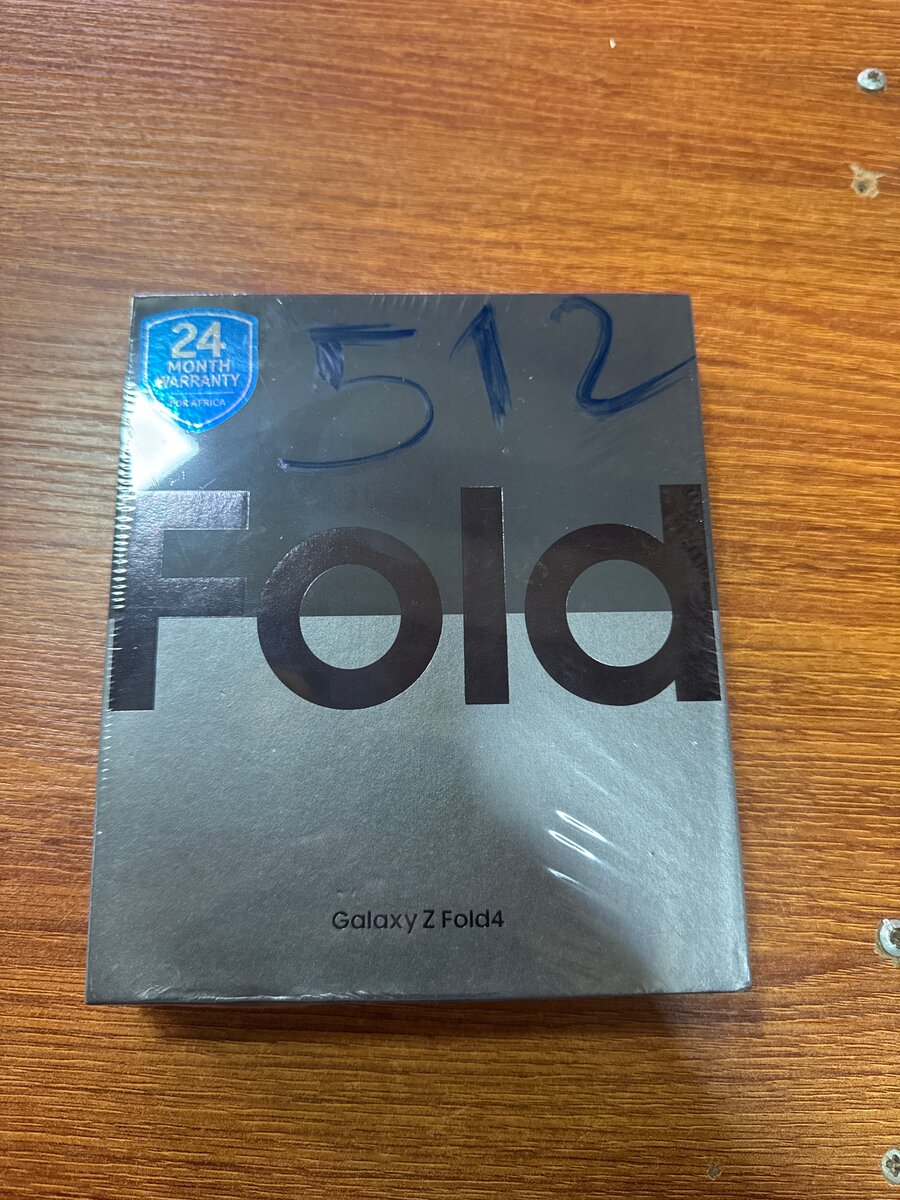 24
MONTH
WARRANTY
FOR AFRICA
512
Fold
Galaxy Z Fold4